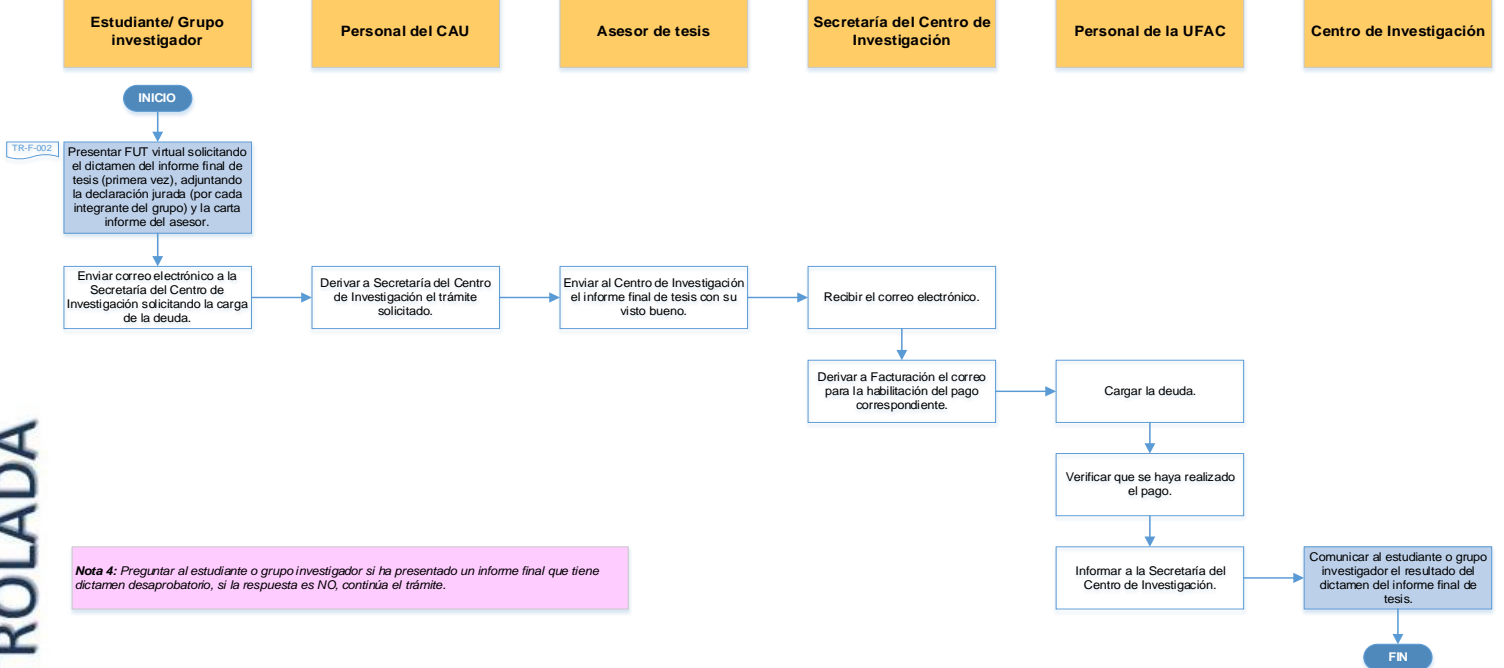 Estudiante/ Grupo
investigador
Personal del CAU
Asesor de tesis
Secretaría del Centro de
Investigación
Personal de la UFAC
Centro de Investigación
INICIO
TR-F-002
Presentar FUT virtual solicitando
el dictamen del informe final de
tesis (primera vez), adjuntando
la declaración jurada (por cada
integrante del grupo) y la carta
informe del asesor.
Enviar correo electrónico a la
Secretaría del Centro de
Investigación solicitando la carga
de la deuda.
Derivar a Secretaría del Centro
de Investigación el trámite
solicitado.
Enviar al Centro de Investigación
el informe final de tesis con su
visto bueno.
Recibir el correo electrónico.
Derivar a Facturación el correo
para la habilitación del pago
correspondiente.
Cargar la deuda.
Verificar que se haya realizado
el pago.
Nota 4: Preguntar al estudiante o grupo investigador si ha presentado un informe final que tiene
dictamen desaprobatorio, si la respuesta es NO, continúa el trámite.
Informar a la Secretaría del
Centro de Investigación.
Comunicar al estudiante o grupo
investigador el resultado del
dictamen del informe final de
tesis.
FIN
ROLADA